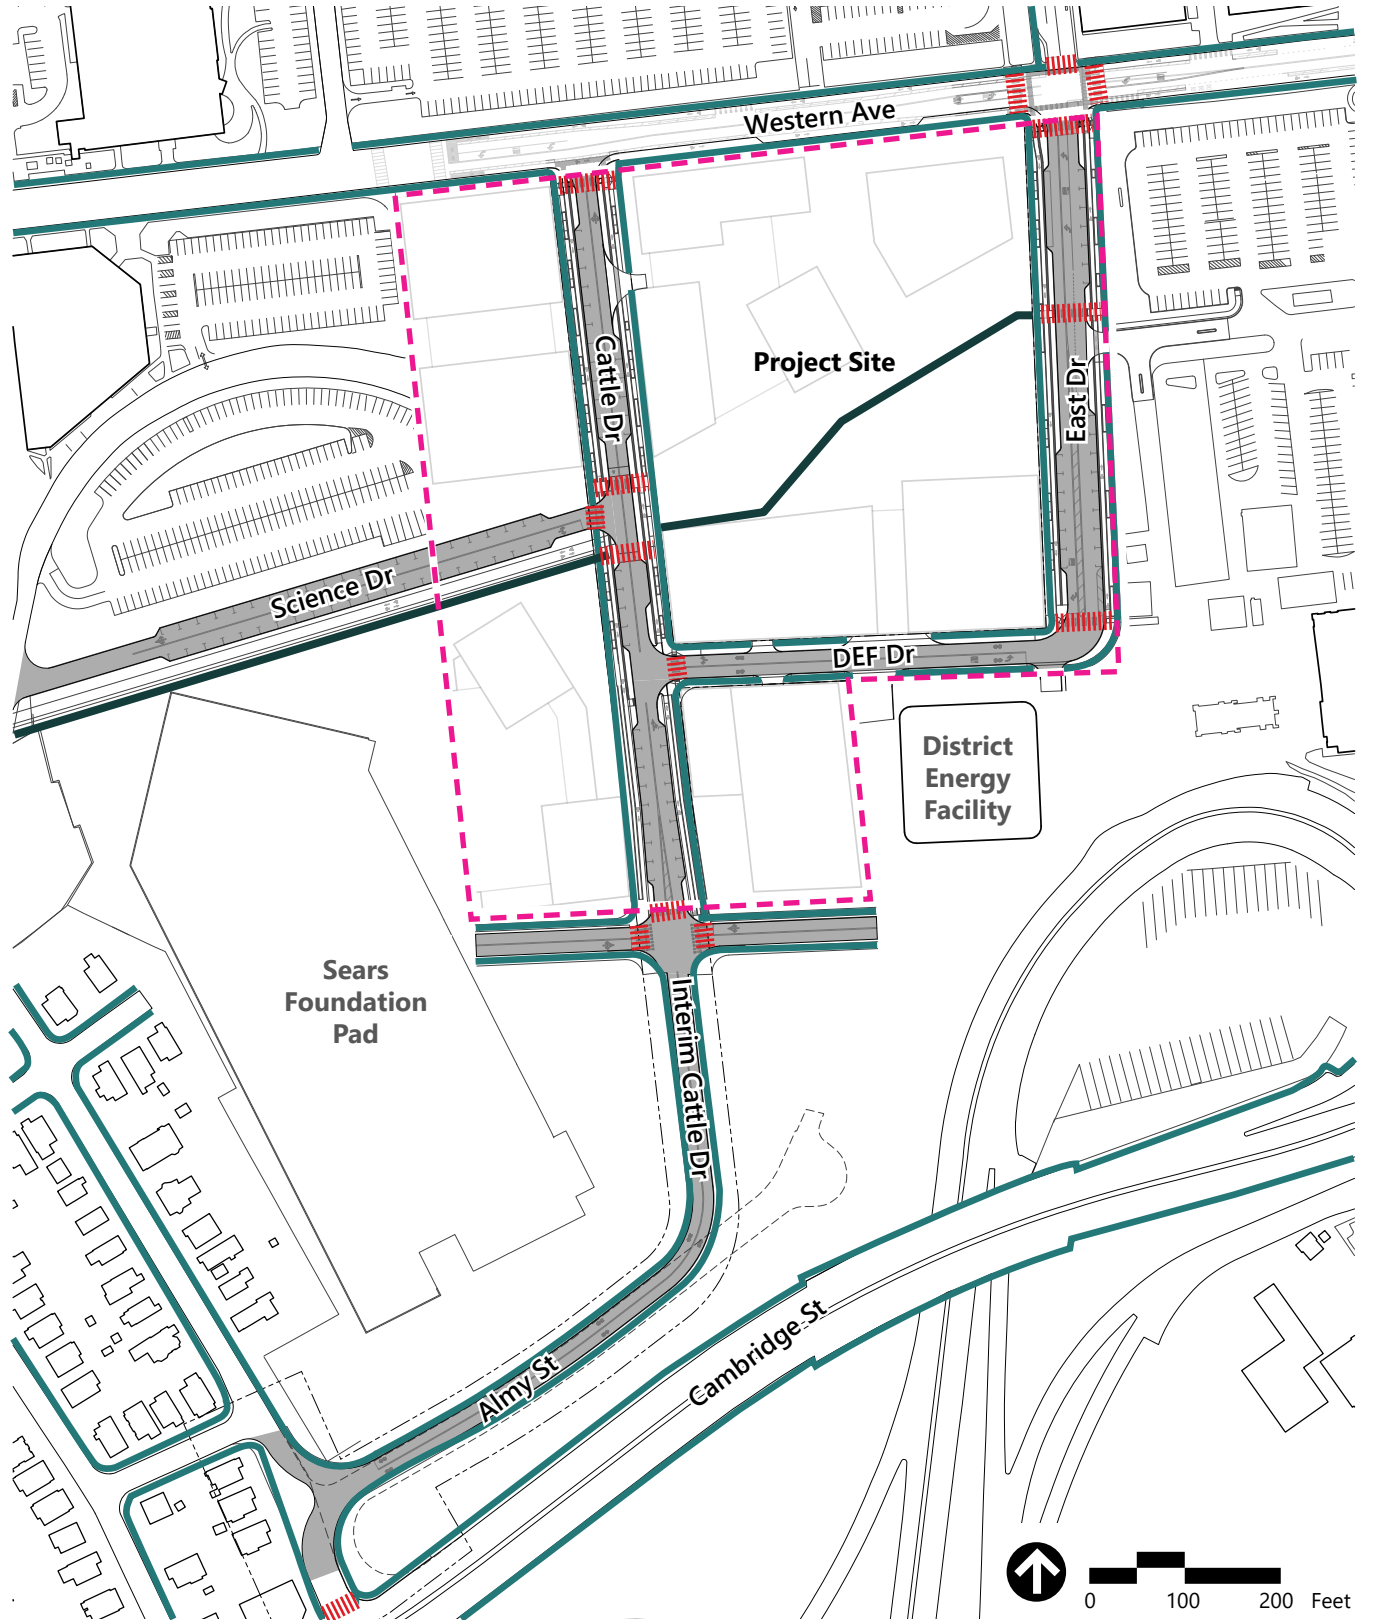 Western Ave
Cattle Dr
Project Site
East Dr
Science Dr
DEF Dr
District
Energy
Facility
Sears
Foundation
Pad
Interim Cattle Dr
Almy St
Cambridge St
0 100 200 Feet